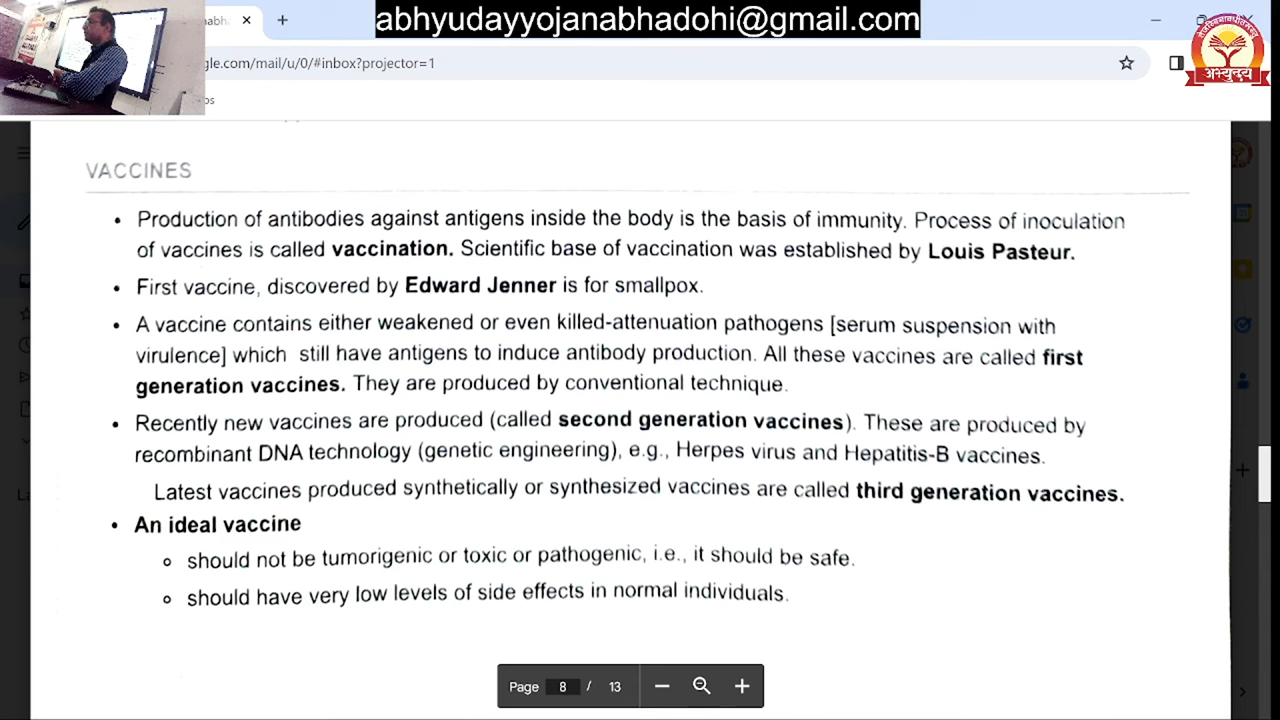 abhyudayyojanabhadohi@gmail.com
gle.com/mail/u/0/#inbox?projector=1
अभ्युदय
VACCINES
• Production of antibodies against antigens inside the body is the basis of immunity. Process of inoculation
of vaccines is called vaccination. Scientific base of vaccination was established by Louis Pasteur.
• First vaccine, discovered by Edward Jenner is for smallpox.
• A vaccine contains either weakened or even killed-attenuation pathogens [serum suspension with
virulence] which still have antigens to induce antibody production. All these vaccines are called first
generation vaccines. They are produced by conventional technique.
• Recently new vaccines are produced (called second generation vaccines). These are produced by
recombinant DNA technology (genetic engineering), e.g., Herpes virus and Hepatitis-B vaccines.
Latest vaccines produced synthetically or synthesized vaccines are called third generation vaccines.
• An ideal vaccine
○ should not be tumorigenic or toxic or pathogenic, i.e., it should be safe.
○ should have very low levels of side effects in normal individuals.
Page 8 / 13